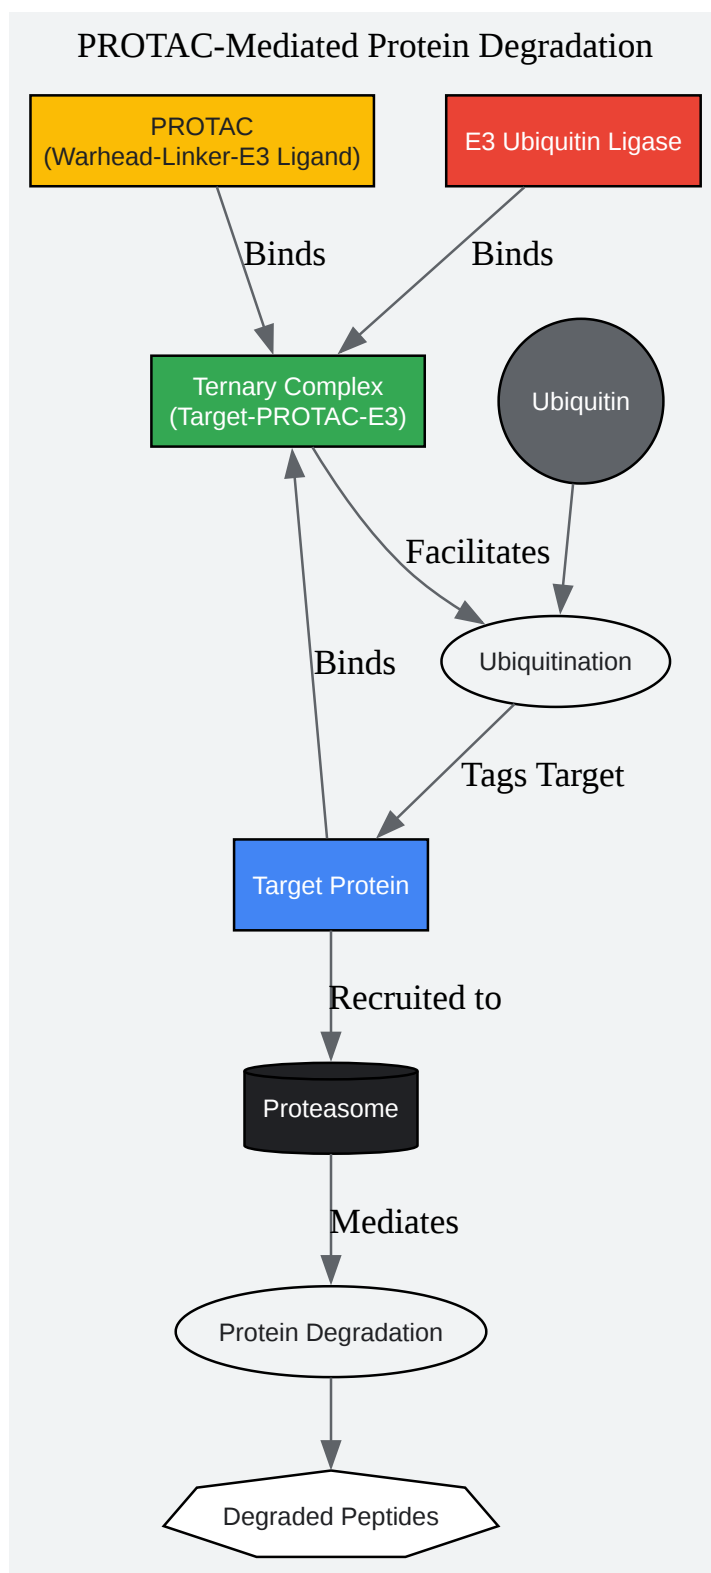 PROTAC-Mediated Protein Degradation
PROTAC
(Warhead-Linker-E3 Ligand)
E3 Ubiquitin Ligase
Binds
Binds
Ternary Complex
(Target-PROTAC-E3)
Ubiquitin
Facilitates
Binds
Ubiquitination
Tags Target
Target Protein
Recruited to
Proteasome
Mediates
Protein Degradation
Degraded Peptides